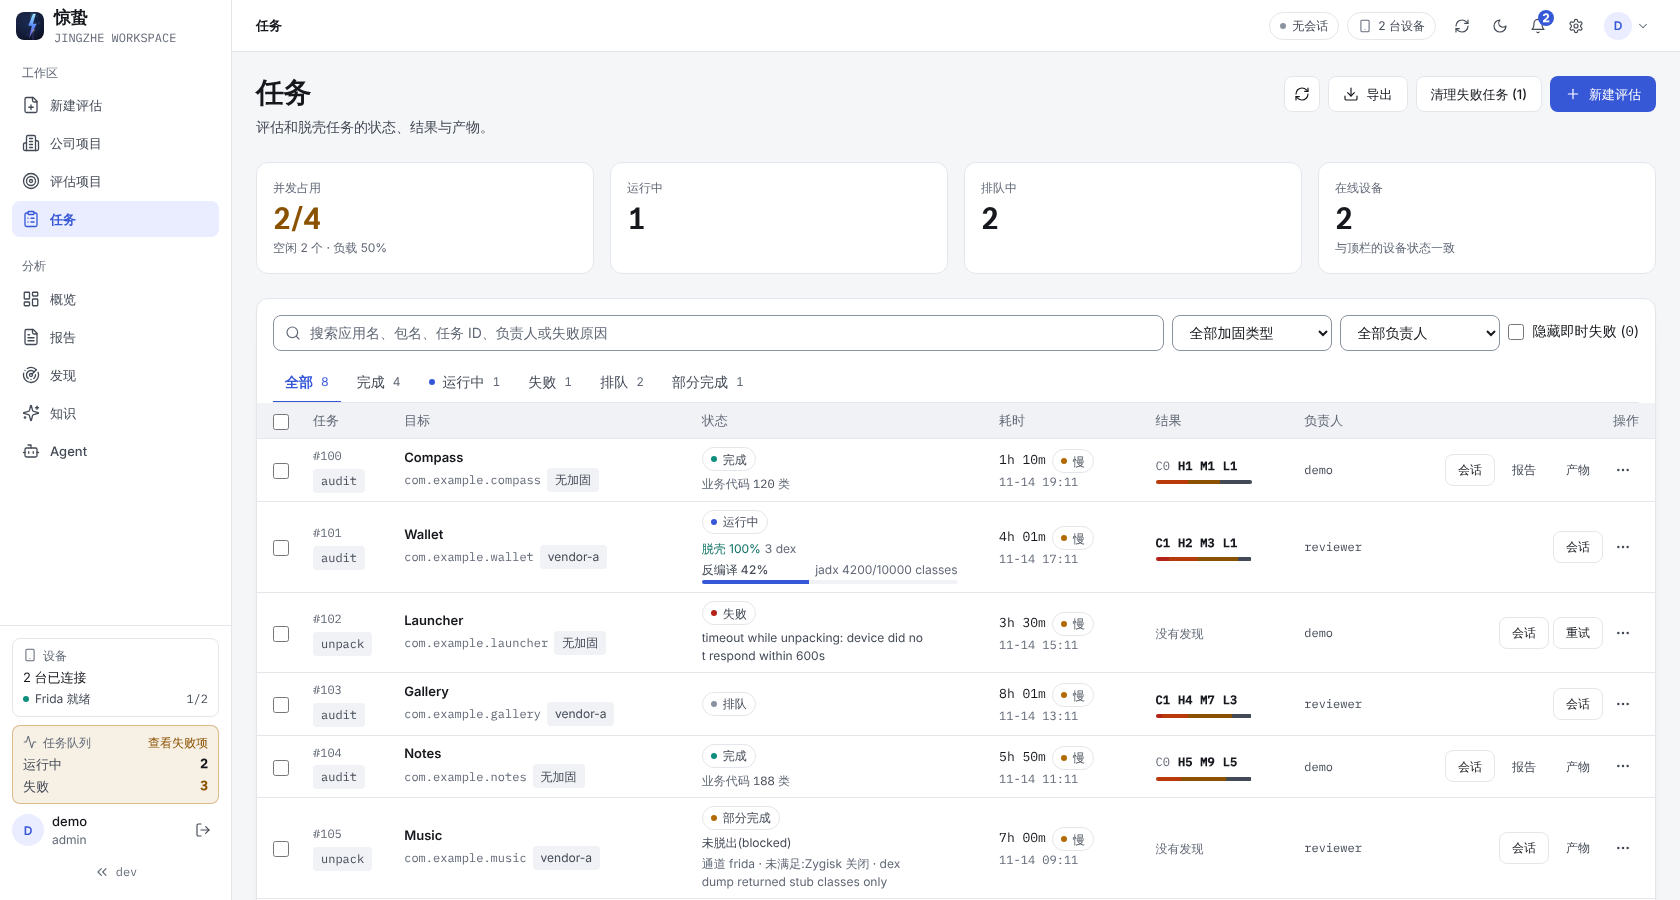 惊蛰
JINGZHE WORKSPACE
工作区
新建评估
公司项目
评估项目
任务
分析
概览
报告
发现
知识
Agent
设备
2 台已连接
Frida 就绪 1/2
任务队列 查看失败项
运行中 2
失败 3
D demo
admin
dev
任务
无会话
2 台设备
2
D
任务
评估和脱壳任务的状态、结果与产物。
导出
清理失败任务 (1)
新建评估
并发占用
2/4
空闲 2 个 · 负载 50%
运行中
1
排队中
2
在线设备
2
与顶栏的设备状态一致
搜索应用名、包名、任务 ID、负责人或失败原因
全部加固类型
全部负责人
隐藏即时失败 (0)
全部 8 完成 4 运行中 1 失败 1 排队 2 部分完成 1
任务 目标 状态 耗时 结果 负责人 操作
#100 Compass 完成 1h 10m 慢 C0 H1 M1 L1 demo 会话 报告 产物 ···
audit com.example.compass 无加固 业务代码 120 类 11-14 19:11
#101 Wallet 运行中 4h 01m 慢 C1 H2 M3 L1 reviewer 会话 ···
audit com.example.wallet vendor-a 脱壳 100% 3 dex 11-14 17:11
反编译 42% jadx 4200/10000 classes
#102 Launcher 失败 3h 30m 慢 没有发现 demo 会话 重试 ···
unpack com.example.launcher 无加固 timeout while unpacking: device did no 11-14 15:11
t respond within 600s
#103 Gallery 排队 8h 01m 慢 C1 H4 M7 L3 reviewer 会话 ···
audit com.example.gallery vendor-a 11-14 13:11
#104 Notes 完成 5h 50m 慢 C0 H5 M9 L5 demo 会话 报告 产物 ···
audit com.example.notes 无加固 业务代码 188 类 11-14 11:11
#105 Music 部分完成 7h 00m 慢 没有发现 reviewer 会话 产物 ···
unpack com.example.music vendor-a 未脱出(blocked) 11-14 09:11
通道 frida · 未满足:Zygisk 关闭 · dex
dump returned stub classes only